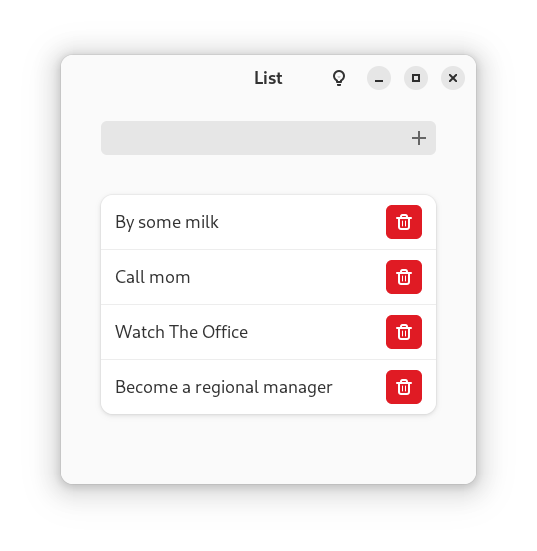 List
By some milk
Call mom
Watch The Office
Become a regional manager